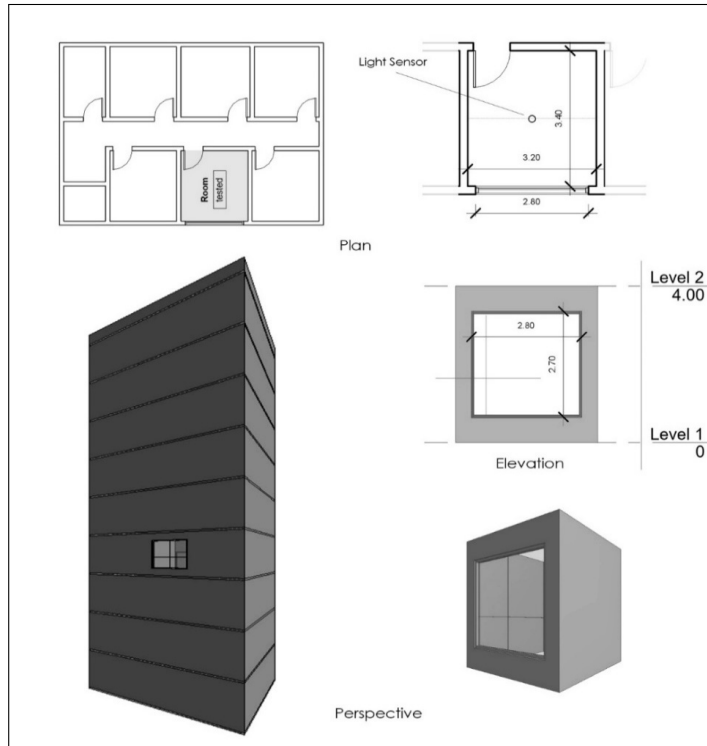 Light Sensor
3.40
3.20
2.80
Room
tested
Plan
Level 2
4.00
2.80
2.70
Level 1
0
Elevation
Perspective